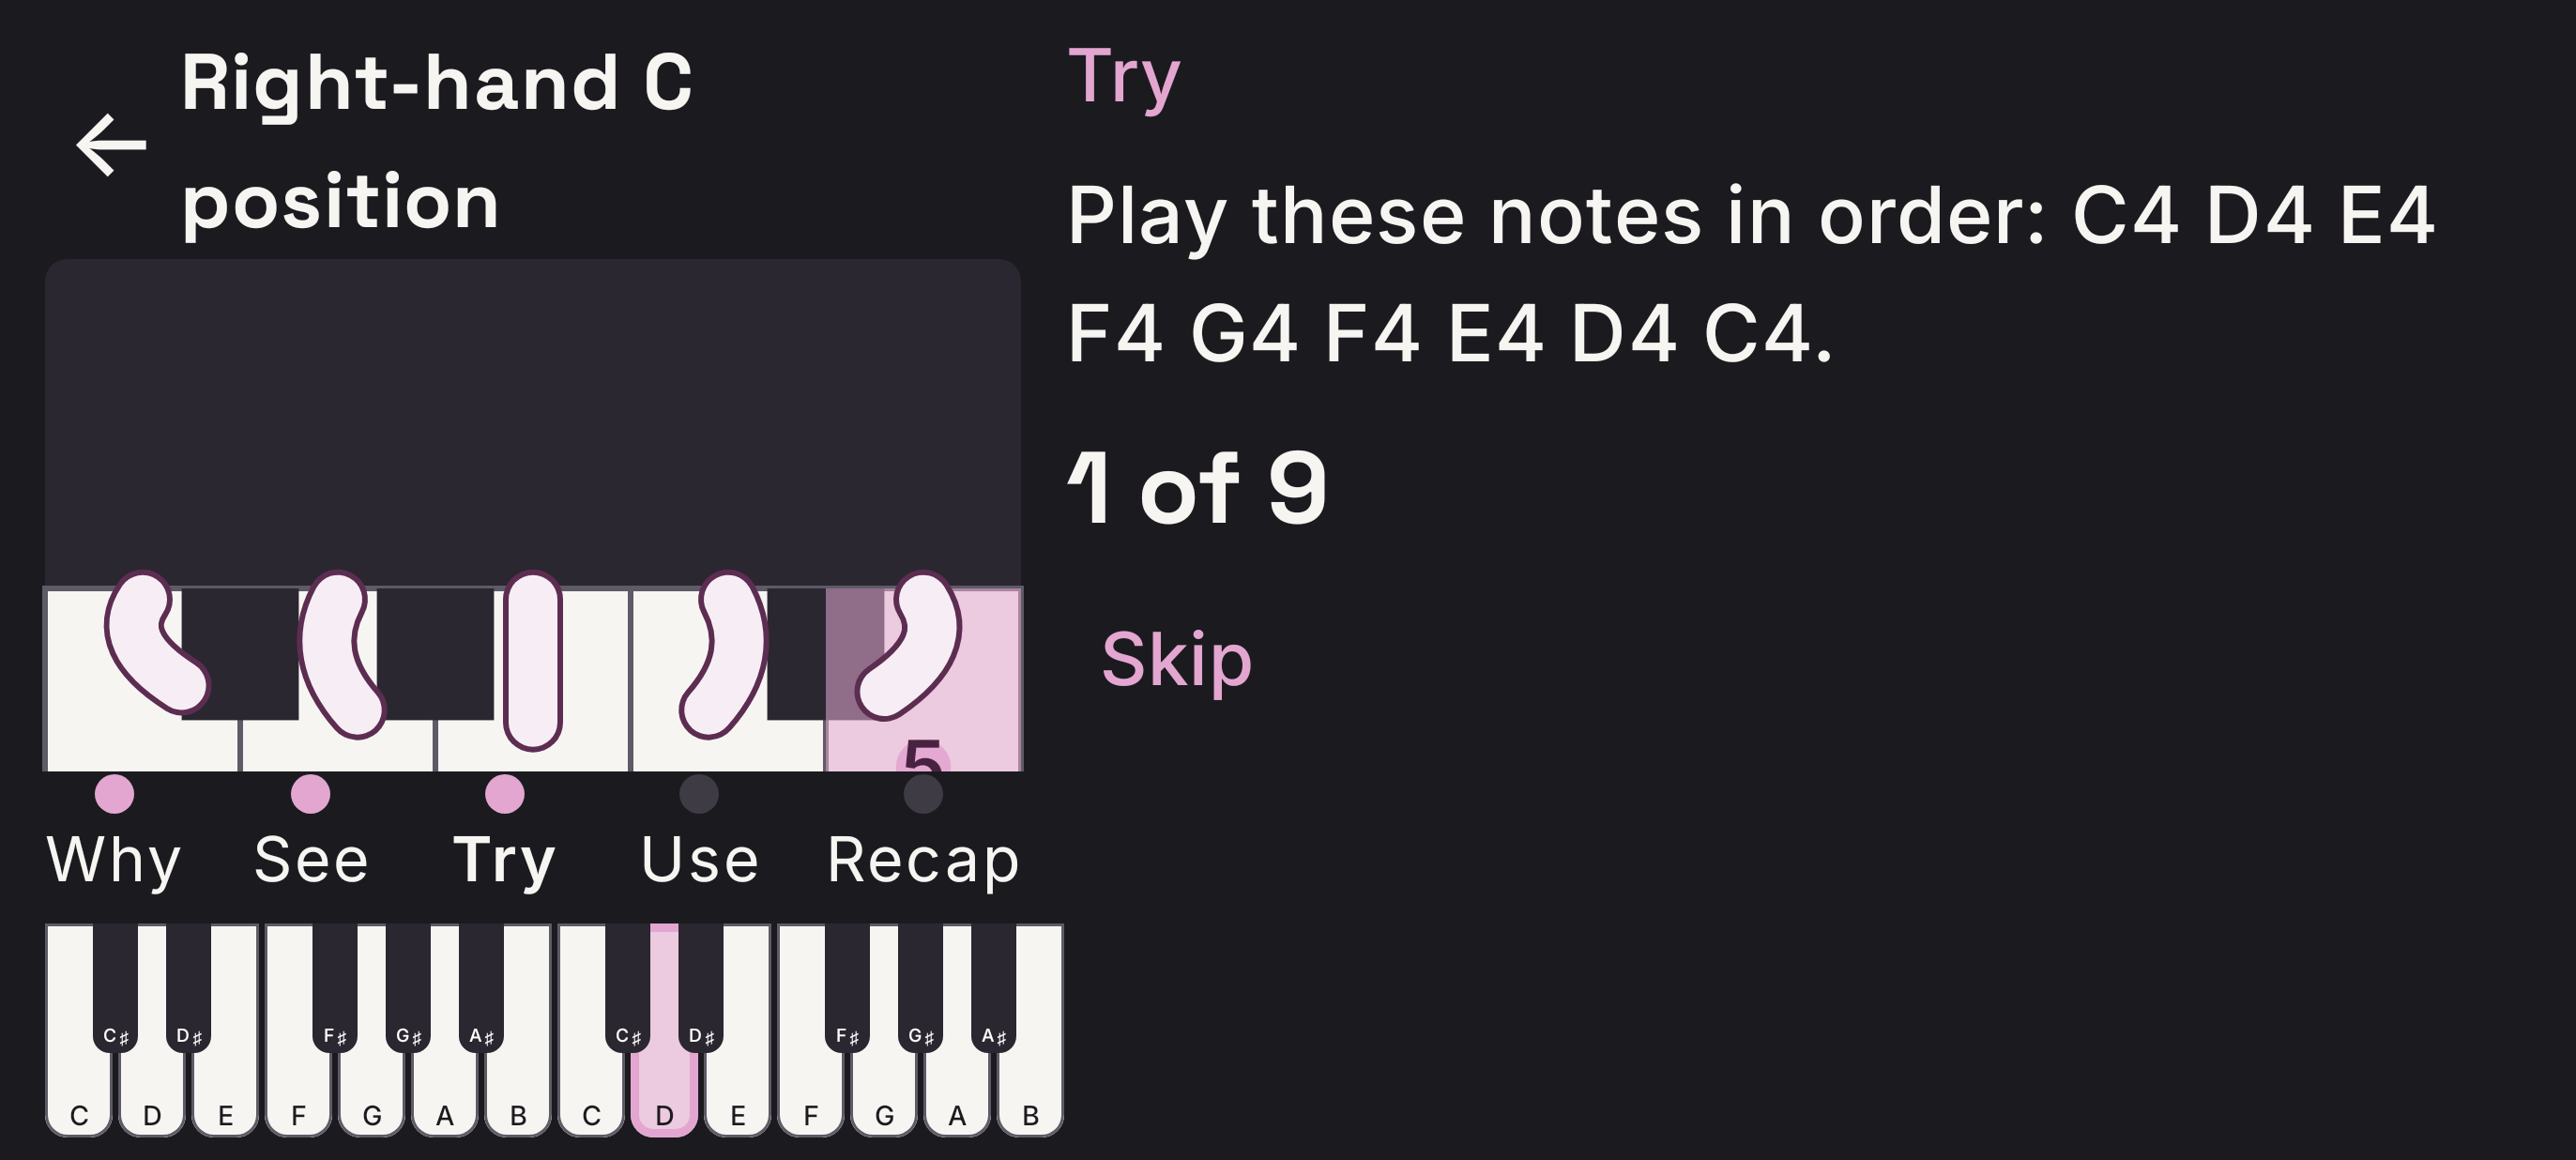 Right-hand C
position
5
Why See Try Use Recap
C♯ D♯ F♯ G♯ A♯ C♯ D♯ F♯ G♯ A♯
C D E F G A B C D E F G A B
Try
Play these notes in order: C4 D4 E4
F4 G4 F4 E4 D4 C4.
1 of 9
Skip